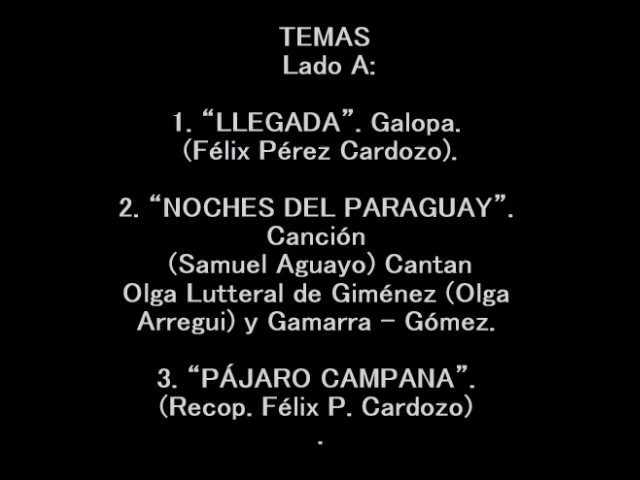 TEMAS
Lado A:
1. “LLEGADA”. Galopa.
(Félix Pérez Cardozo).
2. “NOCHES DEL PARAGUAY”.
Canción
(Samuel Aguayo) Cantan
Olga Lutteral de Giménez (Olga
Arregui) y Gamarra – Gómez.
3. “PÁJARO CAMPANA”.
(Recop. Félix P. Cardozo)
.